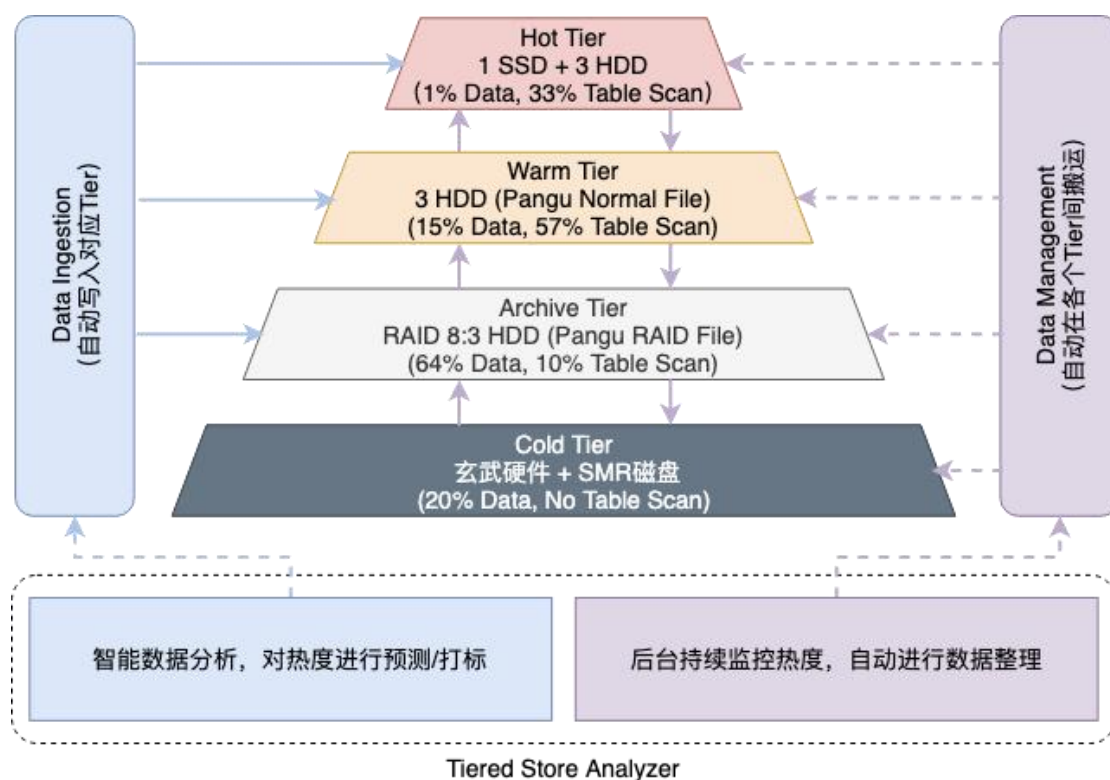 Hot Tier
1 SSD + 3 HDD
(1% Data, 33% Table Scan)
Warm Tier
3 HDD (Pangu Normal File)
(15% Data, 57% Table Scan)
Archive Tier
RAID 8:3 HDD (Pangu RAID File)
(64% Data, 10% Table Scan)
Cold Tier
玄武硬件 + SMR磁盘
(20% Data, No Table Scan)
Data Ingestion
(自动写入对应Tier)
Data Management
(自动在各个Tier间搬运)
智能数据分析，对热度进行预测/打标
后台持续监控热度，自动进行数据整理
Tiered Store Analyzer